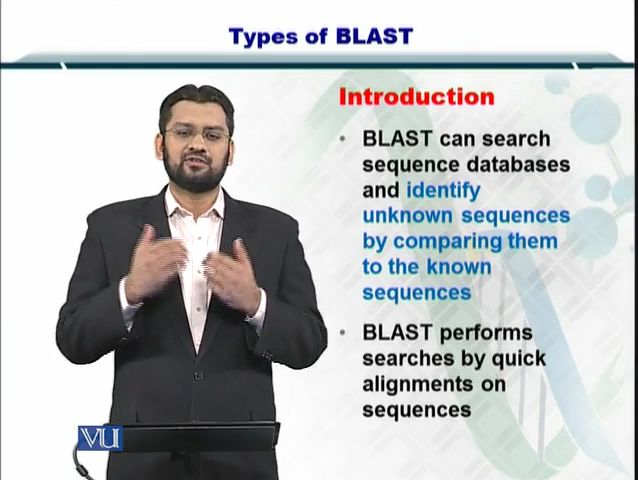 Types of BLAST
Introduction
• BLAST can search
sequence databases
and identify
unknown sequences
by comparing them
to the known
sequences
• BLAST performs
searches by quick
alignments on
sequences
VU